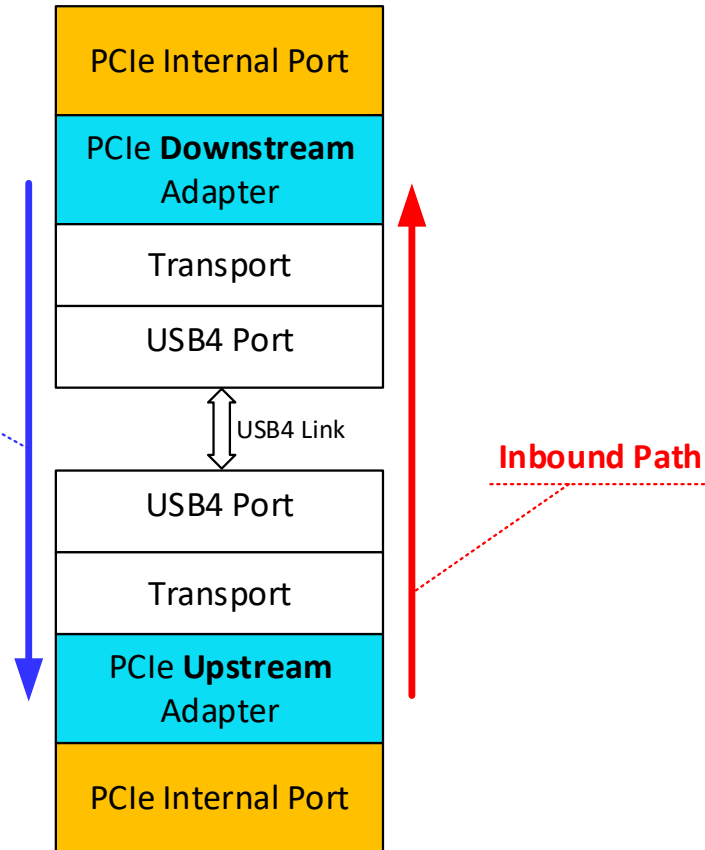 PCIe Internal Port
PCIe Downstream
Adapter
Transport
USB4 Port
USB4 Link
Inbound Path
USB4 Port
Transport
PCIe Upstream
Adapter
PCIe Internal Port